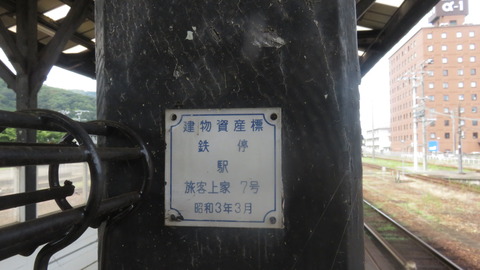 α-1
建物資産標
鉄 停
駅
旅客上家 7号
昭和3年3月